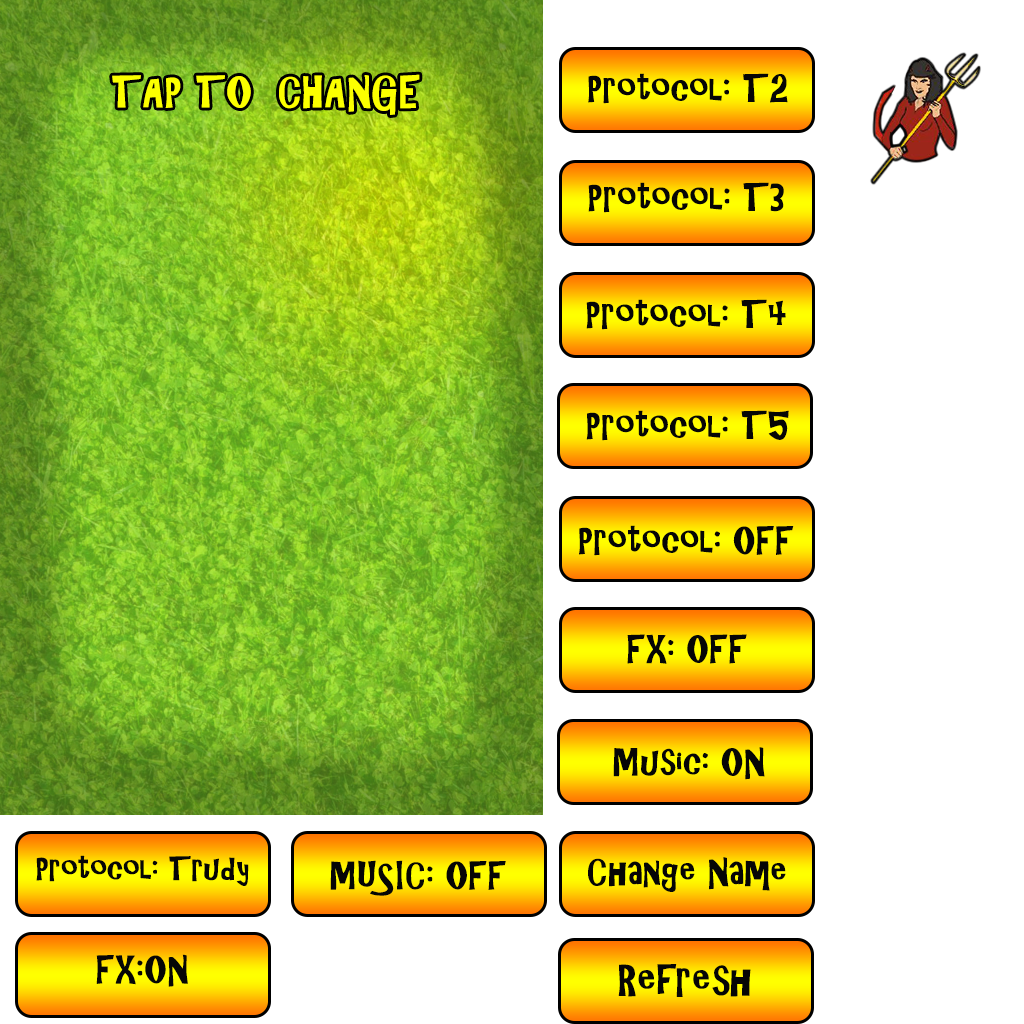 TAP TO CHANGE
Protocol: T2
Protocol: T3
Protocol: T4
Protocol: T5
Protocol: OFF
FX: OFF
Music: ON
Protocol: Trudy
MUSIC: OFF
Change Name
FX:ON
Refresh